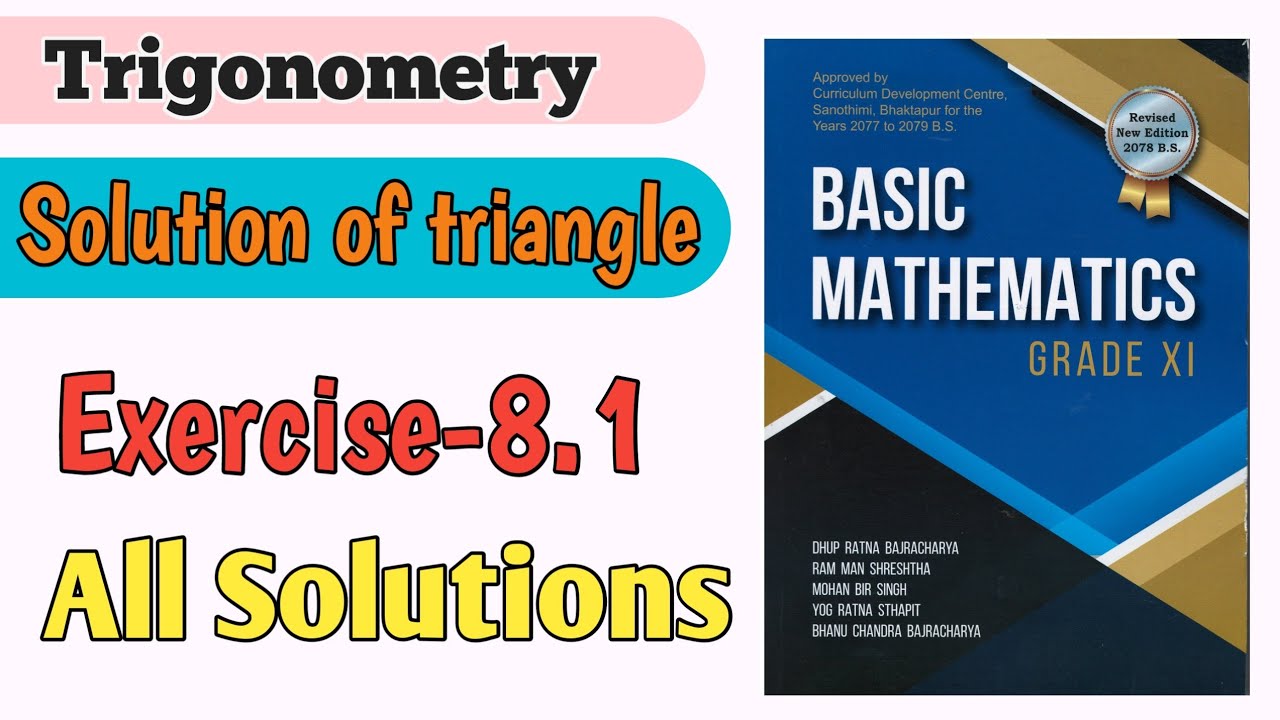 Trigonometry
Solution of triangle
Exercise-8.1
All Solutions
Approved by
Curriculum Development Centre,
Sanothimi, Bhaktapur for the
Years 2077 to 2079 B.S.
Revised
New Edition
2078 B.S.
BASIC
MATHEMATICS
GRADE XI
DHUP RATNA BAJRACHARYA
RAM MAN SHRESHTHA
MOHAN BIR SINGH
YOG RATNA STHAPIT
BHANU CHANDRA BAJRACHARYA